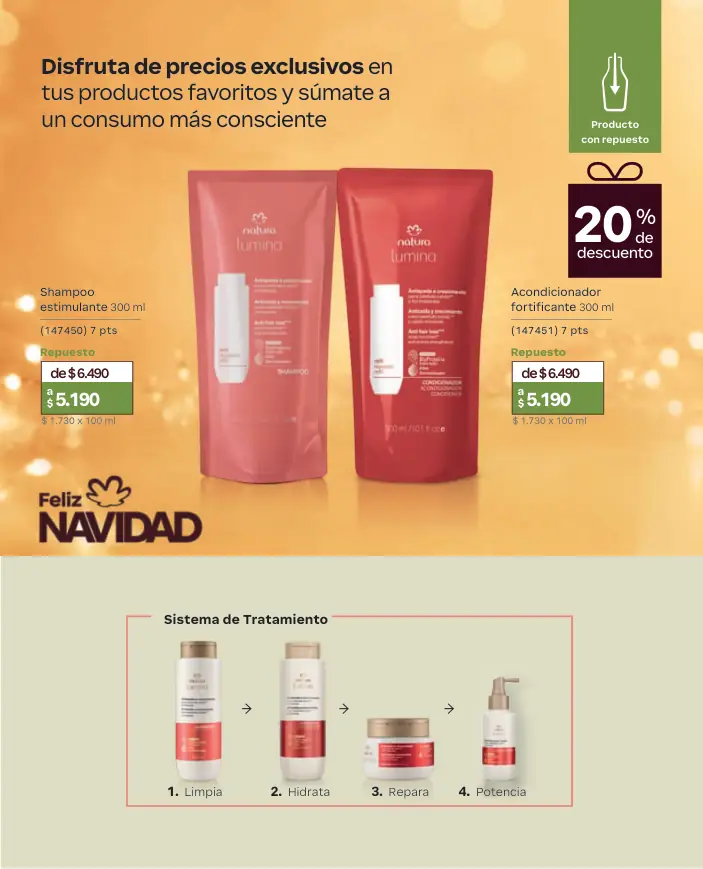 Disfruta de precios exclusivos en
tus productos favoritos y súmate a
un consumo más consciente
Producto
con repuesto
20%
de
descuento
natura
lumina
SHAMPOO
natura
lumina
Shampoo
estimulante 300 ml
(147450) 7 pts
Repuesto
de $ 6.490
a $ 5.190
$ 1.730 x 100 ml
Acondicionador
fortificante 300 ml
(147451) 7 pts
Repuesto
de $ 6.490
a $ 5.190
$ 1.730 x 100 ml
Feliz
NAVIDAD
Sistema de Tratamiento
1. Limpia
2. Hidrata
3. Repara
4. Potencia